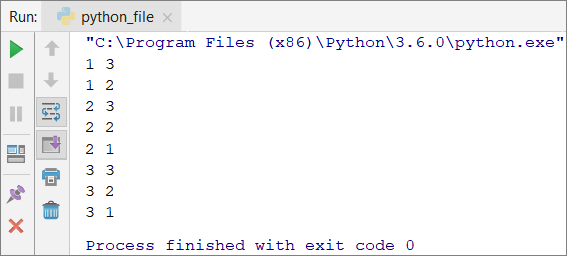 Run: python_file
"C:\Program Files (x86)\Python\3.6.0\python.exe"
1 3
1 2
2 3
2 2
2 1
3 3
3 2
3 1
Process finished with exit code 0